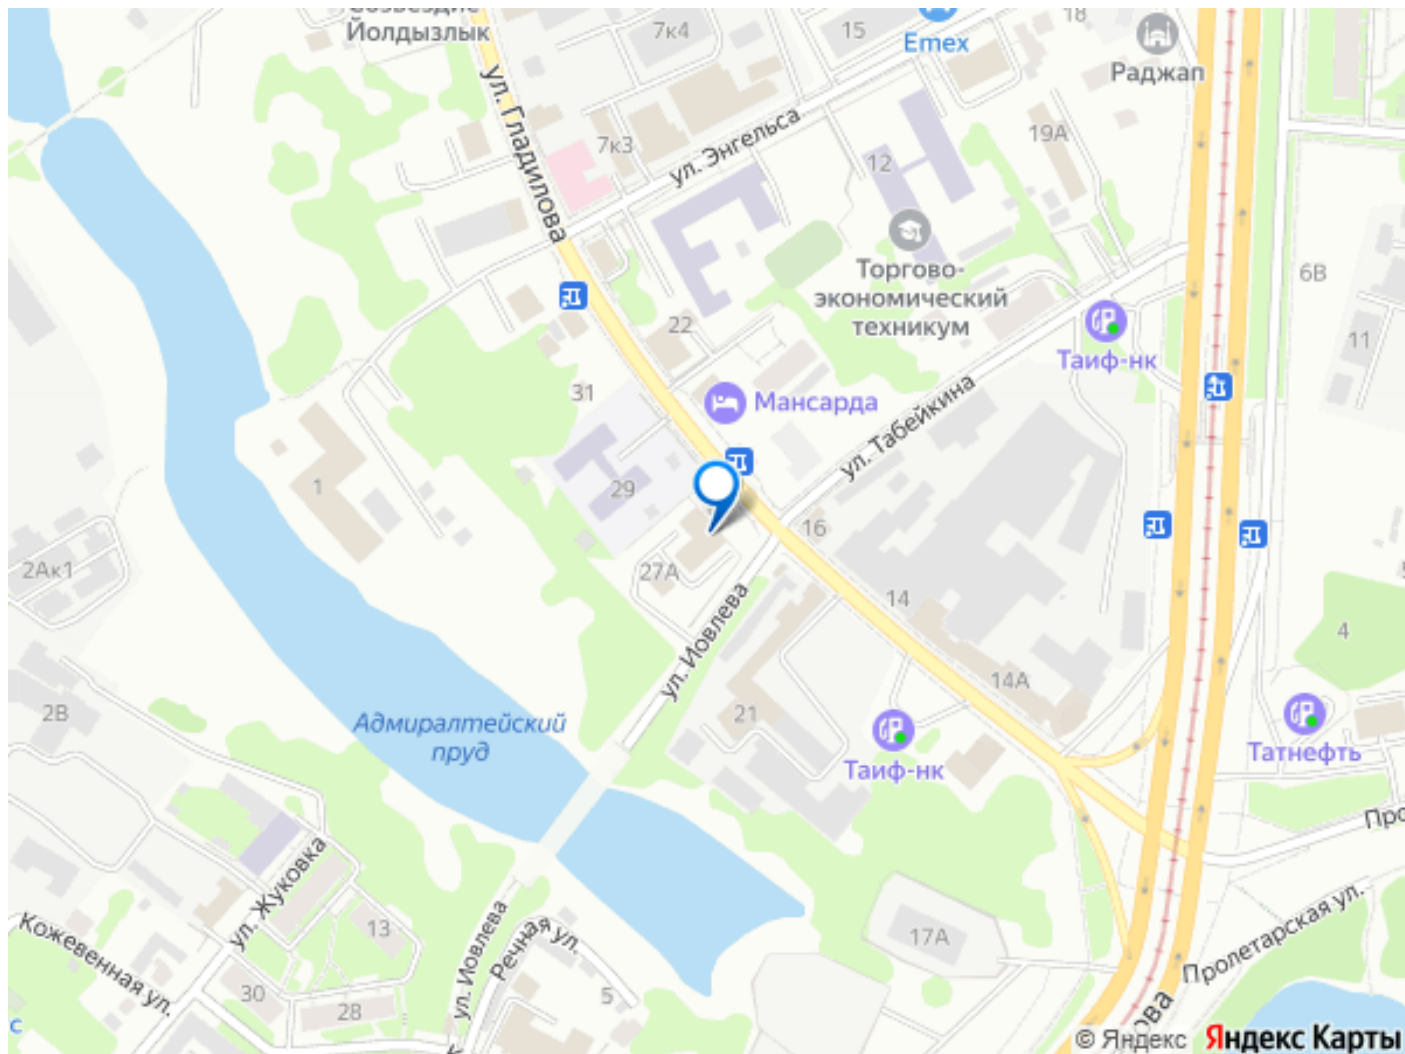 Созвездие
Йолдызлык
7к4
15
Emex
18
Раджап
ул. Гладилова
7к3
ул. Энгельса
12
19А
Торгово-
экономический
техникум
6В
11
22
Таиф-нк
31
Мансарда
ул. Табейкина
29
1
16
27А
2Ак1
ул. Иовлева
14
4
14А
2В
21
Адмиралтейский
пруд
Таиф-нк
Татнефть
ул. Жуковка
13
Кожевенная ул.
ул. Иовлева
Речная ул.
17А
Пролетарская ул.
30
28
5
© Яндекс
Яндекс Карты